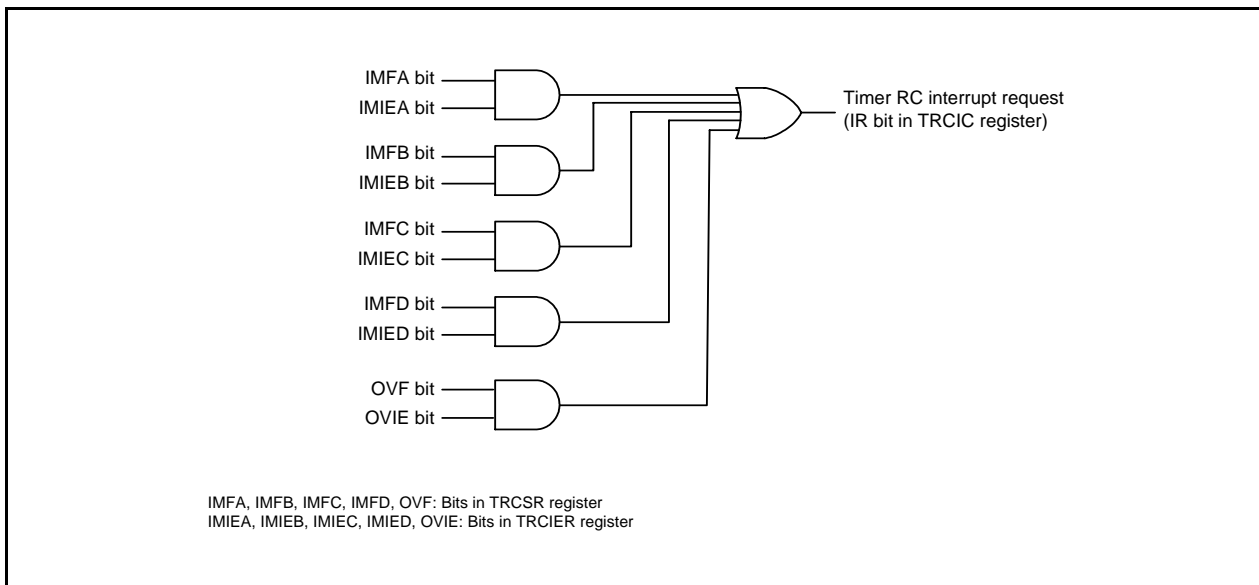 IMFA bit
IMIEA bit
IMFB bit
IMIEB bit
IMFC bit
IMIEC bit
IMFD bit
IMIED bit
OVF bit
OVIE bit
Timer RC interrupt request
(IR bit in TRCIC register)
IMFA, IMFB, IMFC, IMFD, OVF: Bits in TRCSR register
IMIEA, IMIEB, IMIEC, IMIED, OVIE: Bits in TRCIER register